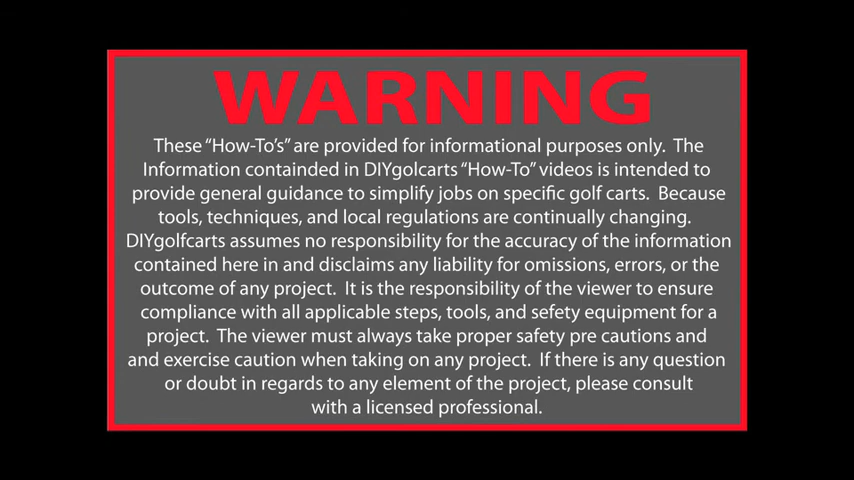 WARNING
These “How-To’s” are provided for informational purposes only.  The
Information containded in DIYgolcarts “How-To” videos is intended to
provide general guidance to simplify jobs on specific golf carts.  Because
tools, techniques, and local regulations are continually changing.
DIYgolfcarts assumes no responsibility for the accuracy of the information
contained here in and disclaims any liability for omissions, errors, or the
outcome of any project.  It is the responsibility of the viewer to ensure
compliance with all applicable steps, tools, and sefety equipment for a
project.  The viewer must always take proper safety pre cautions and
and exercise caution when taking on any project.  If there is any question
or doubt in regards to any element of the project, please consult
with a licensed professional.